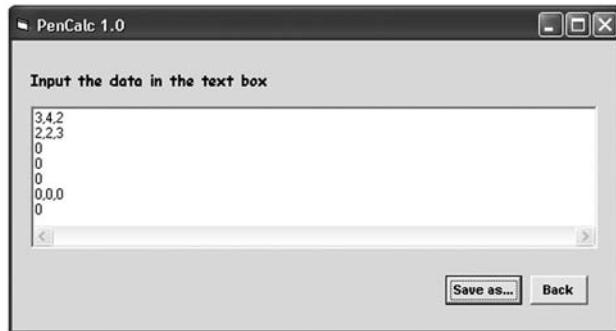 PenCalc 1.0
Input the data in the text box
3,4,2
2,2,3
0
0
0
0,0,0
0
Save as... Back